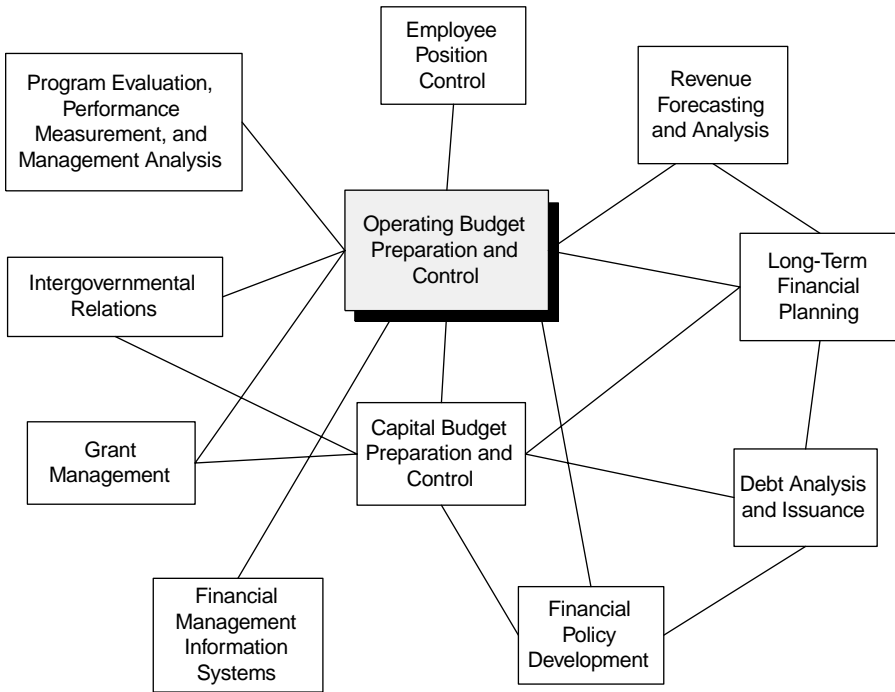 Employee
Position
Control
Program Evaluation,
Performance
Measurement, and
Management Analysis
Revenue
Forecasting
and Analysis
Operating Budget
Preparation and
Control
Intergovernmental
Relations
Long-Term
Financial
Planning
Capital Budget
Preparation and
Control
Grant
Management
Debt Analysis
and Issuance
Financial
Management
Information
Systems
Financial
Policy
Development